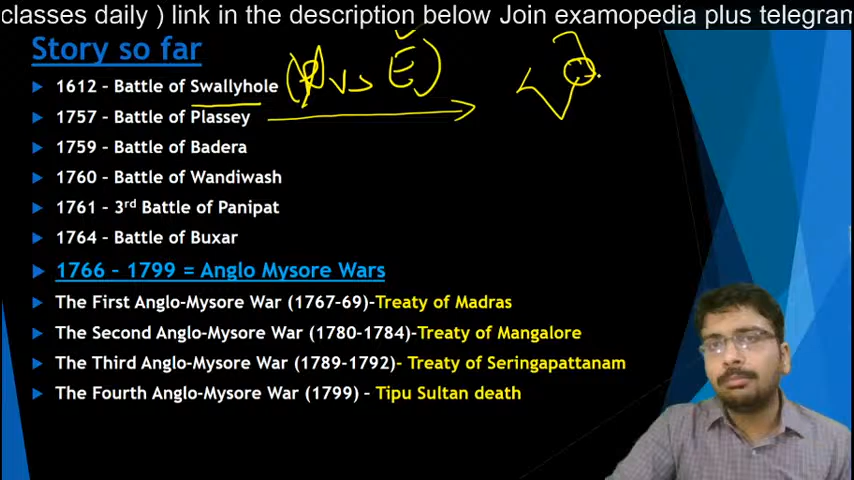 classes daily ) link in the description below Join examopedia plus telegram
Story so far
1612 - Battle of Swallyhole (P vs E)
1757 - Battle of Plassey
1759 - Battle of Badera
1760 - Battle of Wandiwash
1761 - 3rd Battle of Panipat
1764 - Battle of Buxar
1766 - 1799 = Anglo Mysore Wars
The First Anglo-Mysore War (1767-69)-Treaty of Madras
The Second Anglo-Mysore War (1780-1784)-Treaty of Mangalore
The Third Anglo-Mysore War (1789-1792)- Treaty of Seringapattanam
The Fourth Anglo-Mysore War (1799) - Tipu Sultan death